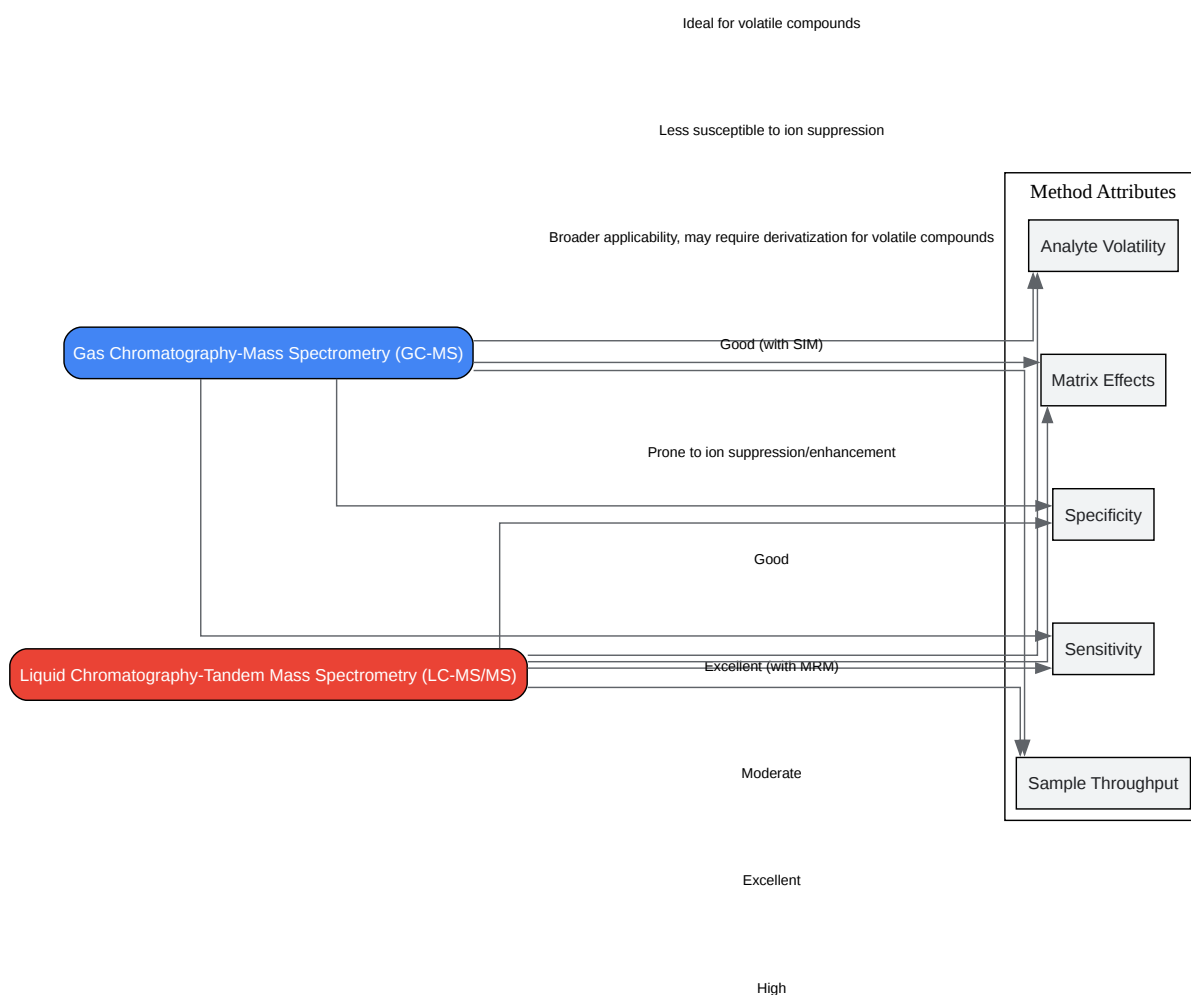 Ideal for volatile compounds
Less susceptible to ion suppression
Method Attributes
Broader applicability, may require derivatization for volatile compounds
Analyte Volatility
Good (with SIM)
Gas Chromatography-Mass Spectrometry (GC-MS)
Matrix Effects
Prone to ion suppression/enhancement
Specificity
Good
Sensitivity
Excellent (with MRM)
Liquid Chromatography-Tandem Mass Spectrometry (LC-MS/MS)
Moderate
Sample Throughput
Excellent
High